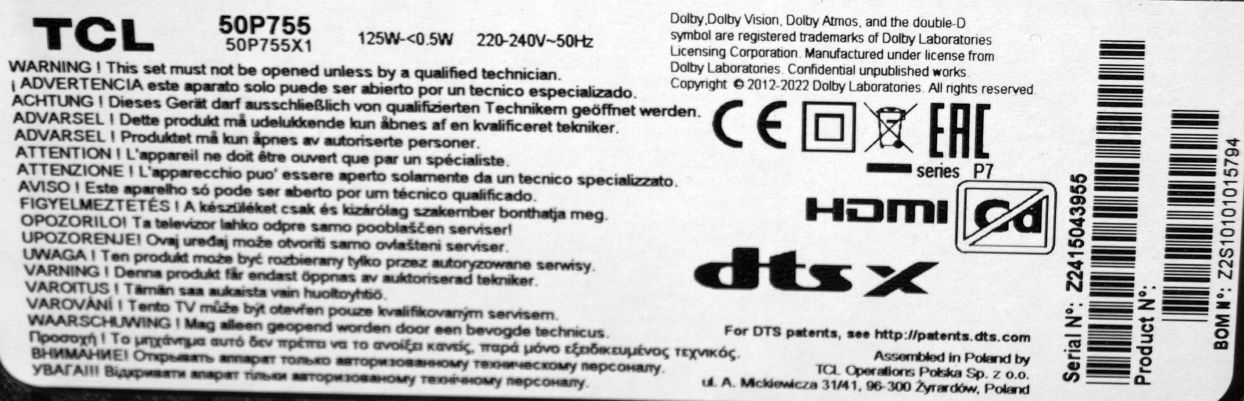 TCL
50P755
50P755X1
125W-<0.5W
220-240V~50Hz
WARNING ! This set must not be opened unless by a qualified technician.
¡ ADVERTENCIA este aparato solo puede ser abierto por un tecnico especializado.
ACHTUNG ! Dieses Gerät darf ausschließlich von qualifizierten Technikern geöffnet werden.
ADVARSEL ! Dette produkt må udelukkende kun åbnes af en kvalificeret tekniker.
ADVARSEL ! Produktet må kun åpnes av autoriserte personer.
ATTENTION ! L'appareil ne doit être ouvert que par un spécialiste.
ATTENZIONE ! L'apparecchio puo' essere aperto solamente da un tecnico specializzato.
AVISO ! Este aparelho só pode ser aberto por um técnico qualificado.
FIGYELMEZTETÉS ! A készüléket csak és kizárólag szakember bonthatja meg.
OPOZORILO! Ta televizor lahko odpre samo pooblaščen serviser!
UPOZORENJE! Ovaj uređaj može otvoriti samo ovlašteni serviser.
UWAGA ! Ten produkt może być rozbierany tylko przez autoryzowane serwisy.
VARNING ! Denna produkt får endast öppnas av auktoriserad tekniker.
VAROITUS ! Tämän saa aukaista vain huoltoyhtiö.
VAROVÁNÍ ! Tento TV může být otevřen pouze kvalifikovaným servisem.
WAARSCHUWING ! Mag alleen geopend worden door een bevoegde technicus.
Προσοχή ! Το μηχάνημα αυτό δεν πρέπει να το ανοίξει κανείς, παρά μόνο εξειδικευμένος τεχνικός.
ВНИМАНИЕ! Открывать аппарат только авторизованному техническому персоналу.
УВАГА!!! Відкривати апарат тільки авторизованому технічному персоналу.
Dolby,Dolby Vision, Dolby Atmos, and the double-D
symbol are registered trademarks of Dolby Laboratories
Licensing Corporation. Manufactured under license from
Dolby Laboratories. Confidential unpublished works.
Copyright © 2012-2022 Dolby Laboratories. All rights reserved.
CE
EAC
series P7
HDMI
Cd
dts X
For DTS patents, see http://patents.dts.com
Assembled in Poland by
TCL Operations Polska Sp. z o.o.
ul. A. Mickiewicza 31/41, 96-300 Żyrardów, Poland
Serial Nº: Z2415043955
Product Nº:
BOM Nº: Z2S10101015794